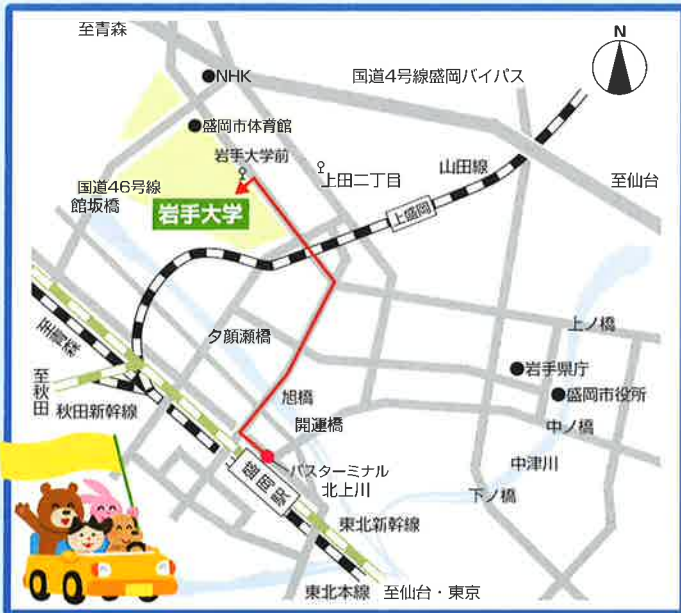 至青森
N
NHK
国道4号線盛岡バイパス
盛岡市体育館
岩手大学前
上田二丁目
山田線
至仙台
国道46号線
館坂橋
岩手大学
上盛岡
上ノ橋
至青森
夕顔瀬橋
岩手県庁
至秋田
旭橋
盛岡市役所
秋田新幹線
開運橋
中ノ橋
バスターミナル
中津川
盛岡駅
北上川
下ノ橋
東北新幹線
東北本線
至仙台・東京